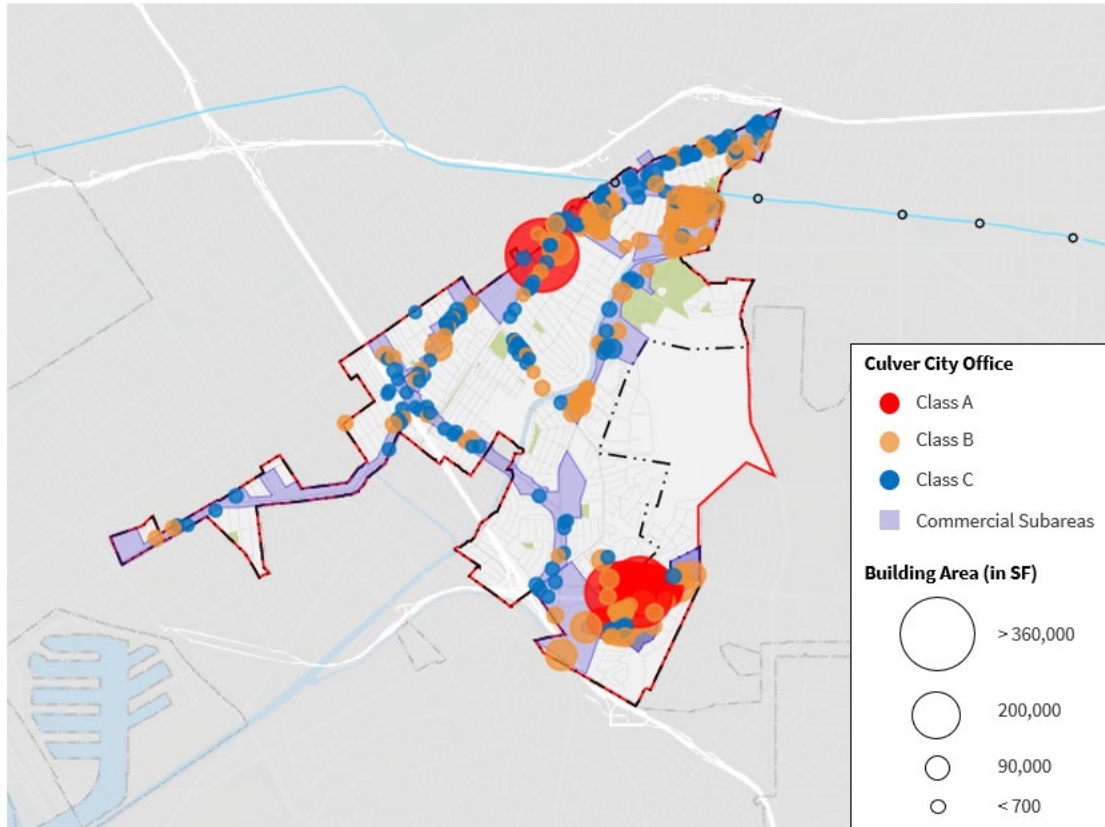 Culver City Office
Class A
Class B
Class C
Commercial Subareas
Building Area (in SF)
> 360,000
200,000
90,000
< 700